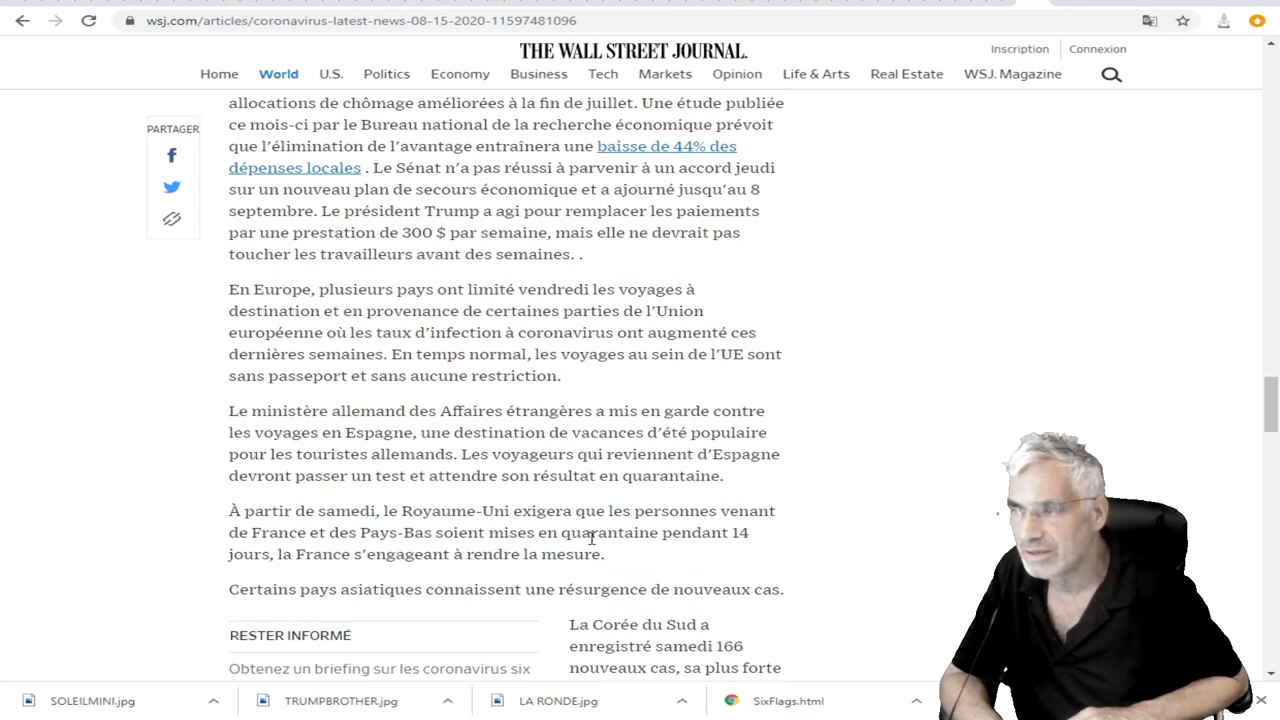 wsj.com/articles/coronavirus-latest-news-08-15-2020-11597481096
THE WALL STREET JOURNAL.
Inscription Connexion
Home World U.S. Politics Economy Business Tech Markets Opinion Life & Arts Real Estate WSJ. Magazine
PARTAGER
allocations de chômage améliorées à la fin de juillet. Une étude publiée
ce mois-ci par le Bureau national de la recherche économique prévoit
que l'élimination de l'avantage entraînera une baisse de 44% des
dépenses locales . Le Sénat n'a pas réussi à parvenir à un accord jeudi
sur un nouveau plan de secours économique et a ajourné jusqu'au 8
septembre. Le président Trump a agi pour remplacer les paiements
par une prestation de 300 $ par semaine, mais elle ne devrait pas
toucher les travailleurs avant des semaines. .
En Europe, plusieurs pays ont limité vendredi les voyages à
destination et en provenance de certaines parties de l'Union
européenne où les taux d'infection à coronavirus ont augmenté ces
dernières semaines. En temps normal, les voyages au sein de l'UE sont
sans passeport et sans aucune restriction.
Le ministère allemand des Affaires étrangères a mis en garde contre
les voyages en Espagne, une destination de vacances d'été populaire
pour les touristes allemands. Les voyageurs qui reviennent d'Espagne
devront passer un test et attendre son résultat en quarantaine.
À partir de samedi, le Royaume-Uni exigera que les personnes venant
de France et des Pays-Bas soient mises en quarantaine pendant 14
jours, la France s'engageant à rendre la mesure.
Certains pays asiatiques connaissent une résurgence de nouveaux cas.
RESTER INFORMÉ
Obtenez un briefing sur les coronavirus six
La Corée du Sud a
enregistré samedi 166
nouveaux cas, sa plus forte
SOLEILMINI.jpg TRUMPBROTHER.jpg LA RONDE.jpg SixFlags.html